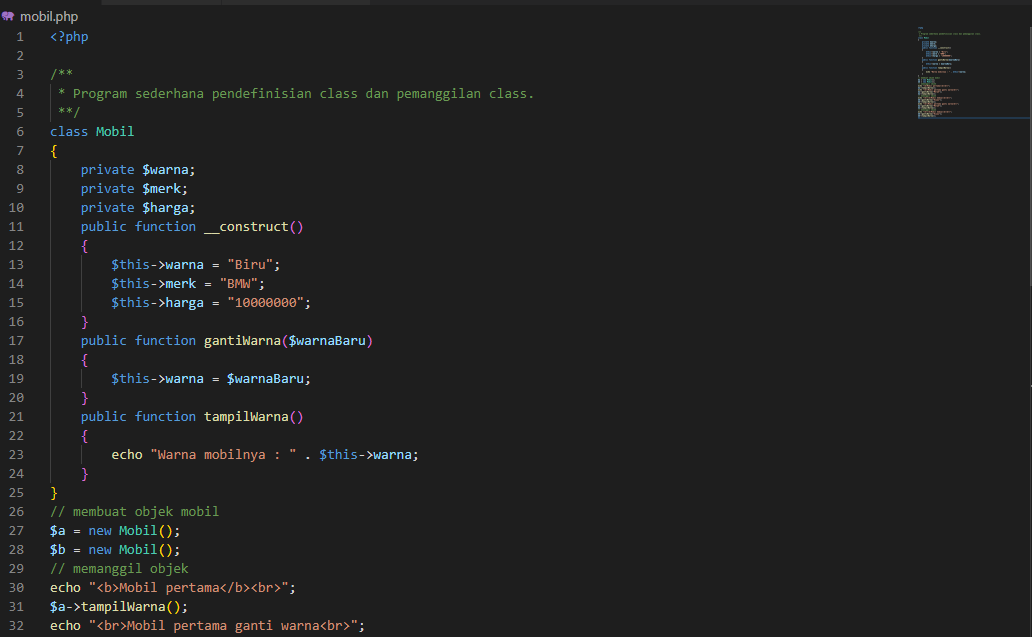 mobil.php
1 <?php
2
3 /**
4  * Program sederhana pendefinisian class dan pemanggilan class.
5  **/
6 class Mobil
7 {
8     private $warna;
9     private $merk;
10     private $harga;
11     public function __construct()
12     {
13         $this->warna = "Biru";
14         $this->merk = "BMW";
15         $this->harga = "10000000";
16     }
17     public function gantiWarna($warnaBaru)
18     {
19         $this->warna = $warnaBaru;
20     }
21     public function tampilWarna()
22     {
23         echo "Warna mobilnya : " . $this->warna;
24     }
25 }
26 // membuat objek mobil
27 $a = new Mobil();
28 $b = new Mobil();
29 // memanggil objek
30 echo "<b>Mobil pertama</b><br>";
31 $a->tampilWarna();
32 echo "<br>Mobil pertama ganti warna<br>";